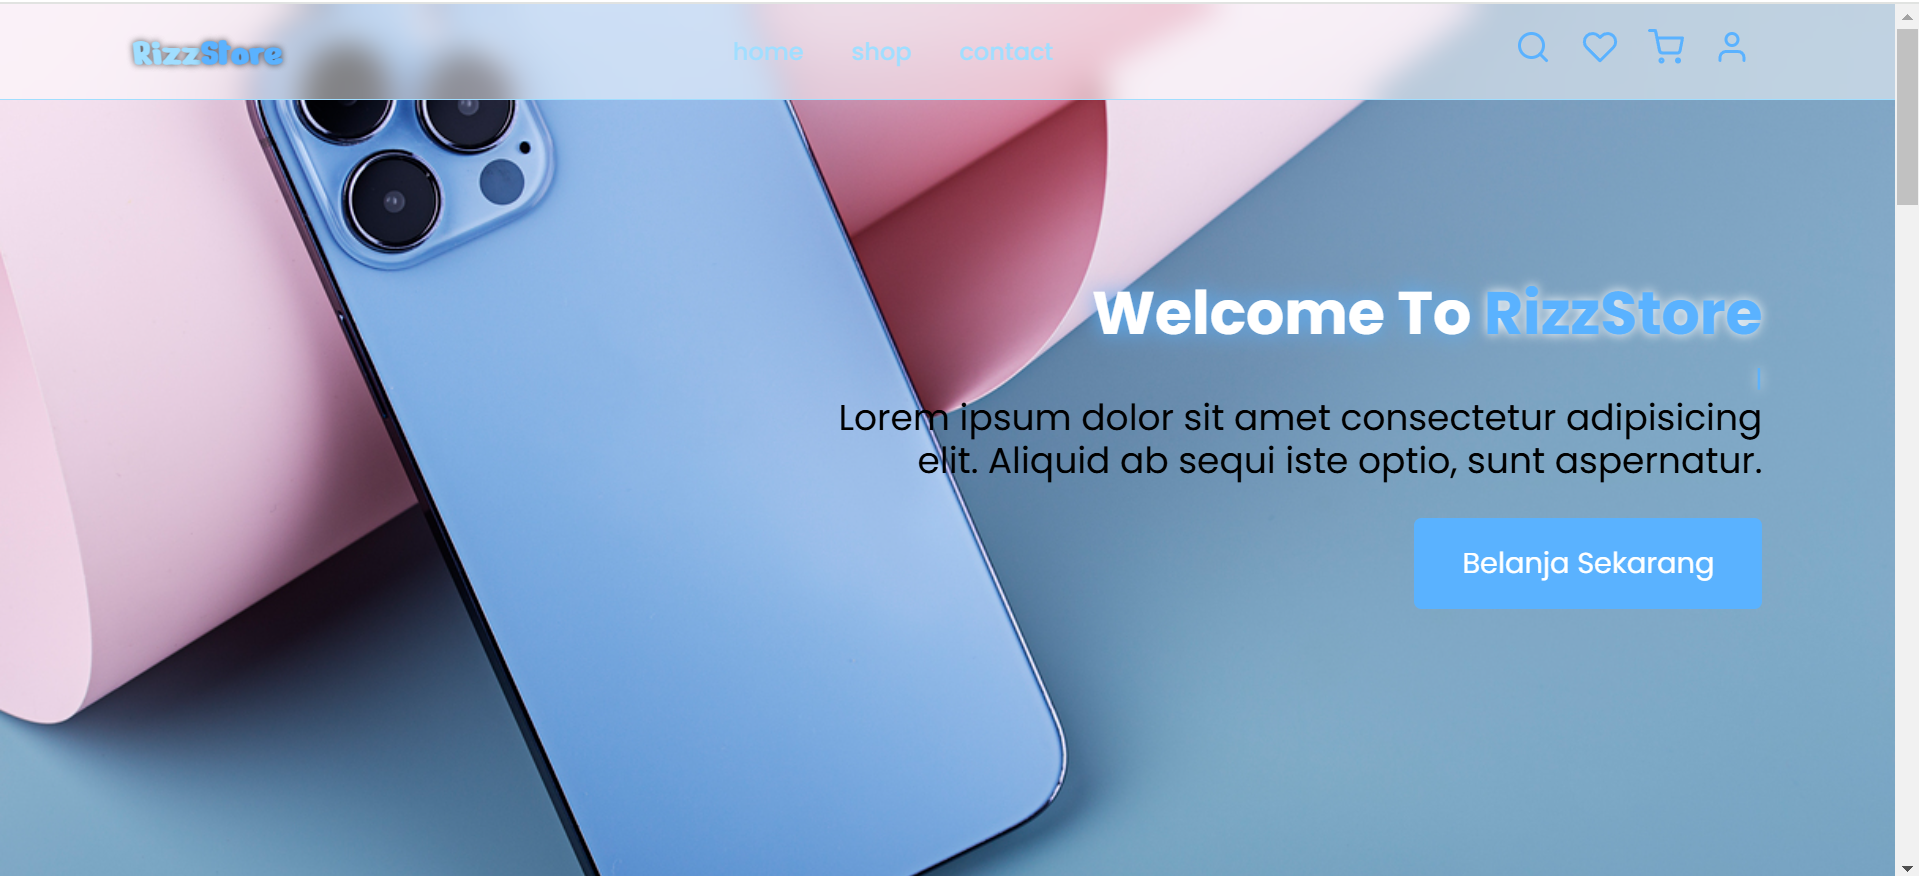 RizzStore
home shop contact
Welcome To RizzStore
Lorem ipsum dolor sit amet consectetur adipisicing
elit. Aliquid ab sequi iste optio, sunt aspernatur.
Belanja Sekarang